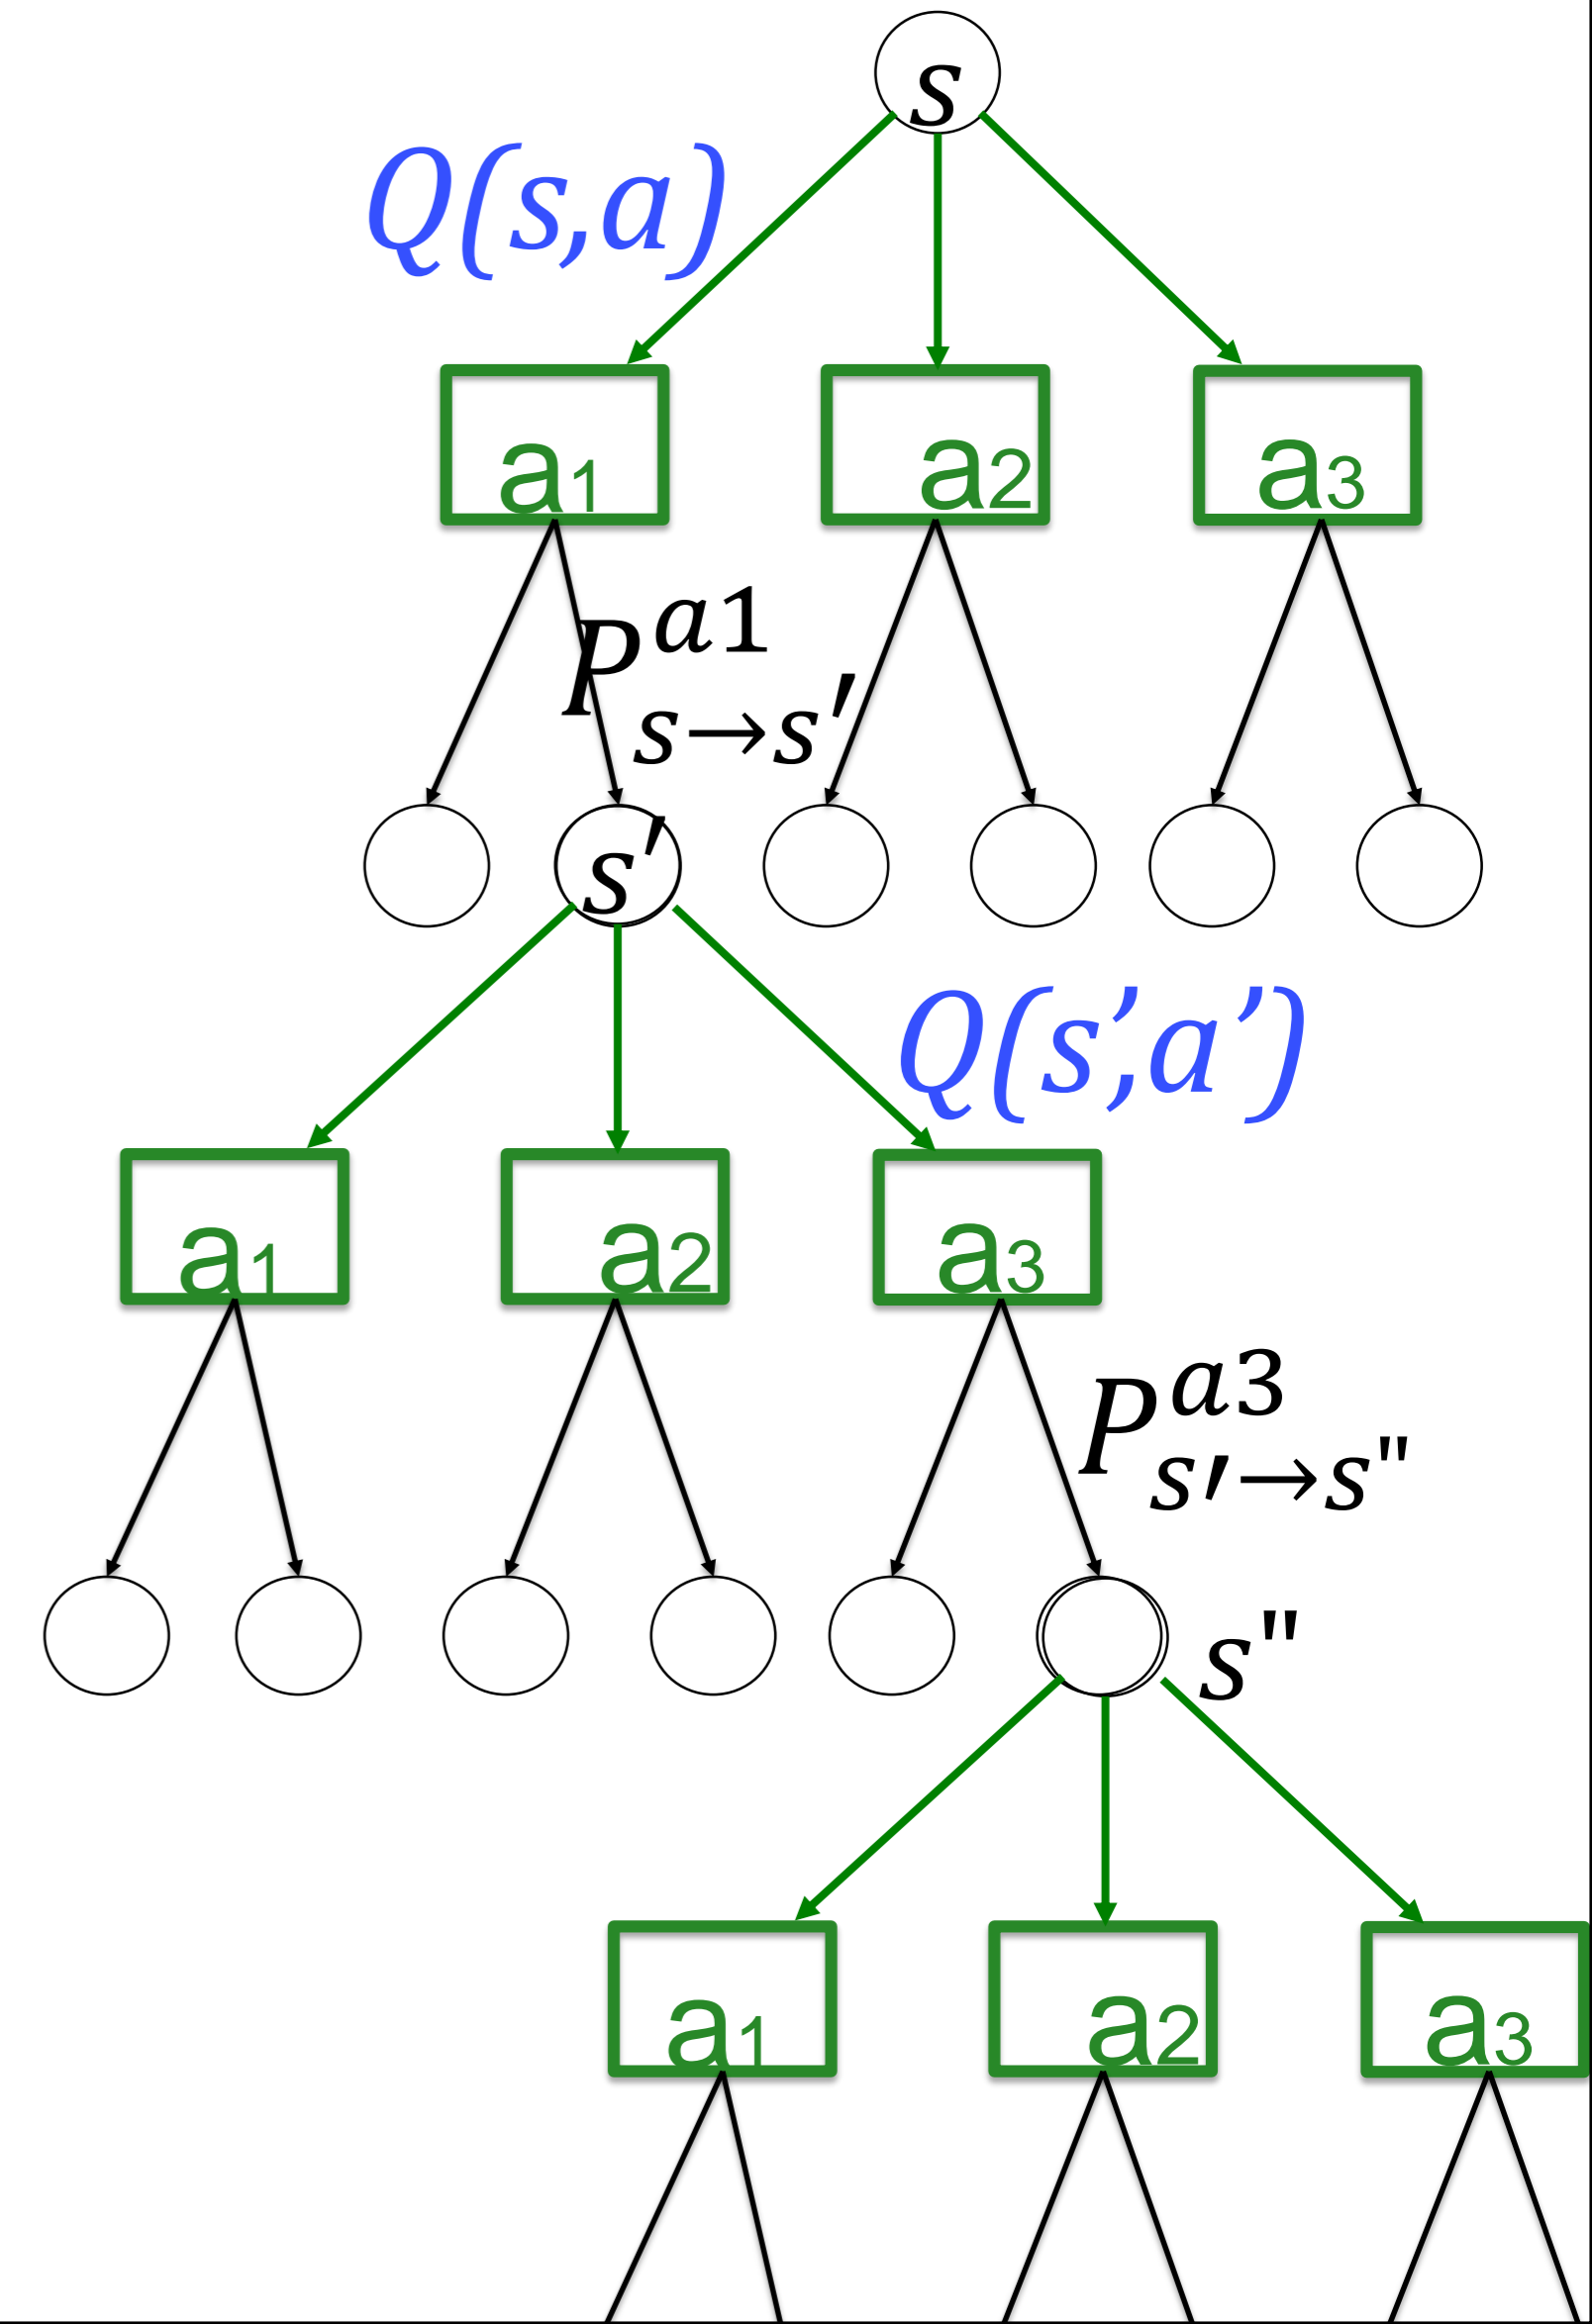 s
Q(s,a)
a1 a2 a3
P^{a1}_{s→s'}
s'
Q(s’,a’)
a1 a2 a3
P^{a3}_{s'→s"}
s"
a1 a2 a3